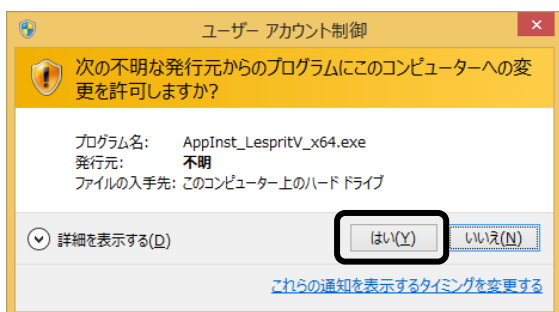 ユーザー アカウント制御
次の不明な発行元からのプログラムにこのコンピューターへの変
更を許可しますか?
プログラム名: AppInst_LespritV_x64.exe
発行元: 不明
ファイルの入手先: このコンピューター上のハード ドライブ
詳細を表示する(D) はい(Y) いいえ(N)
これらの通知を表示するタイミングを変更する